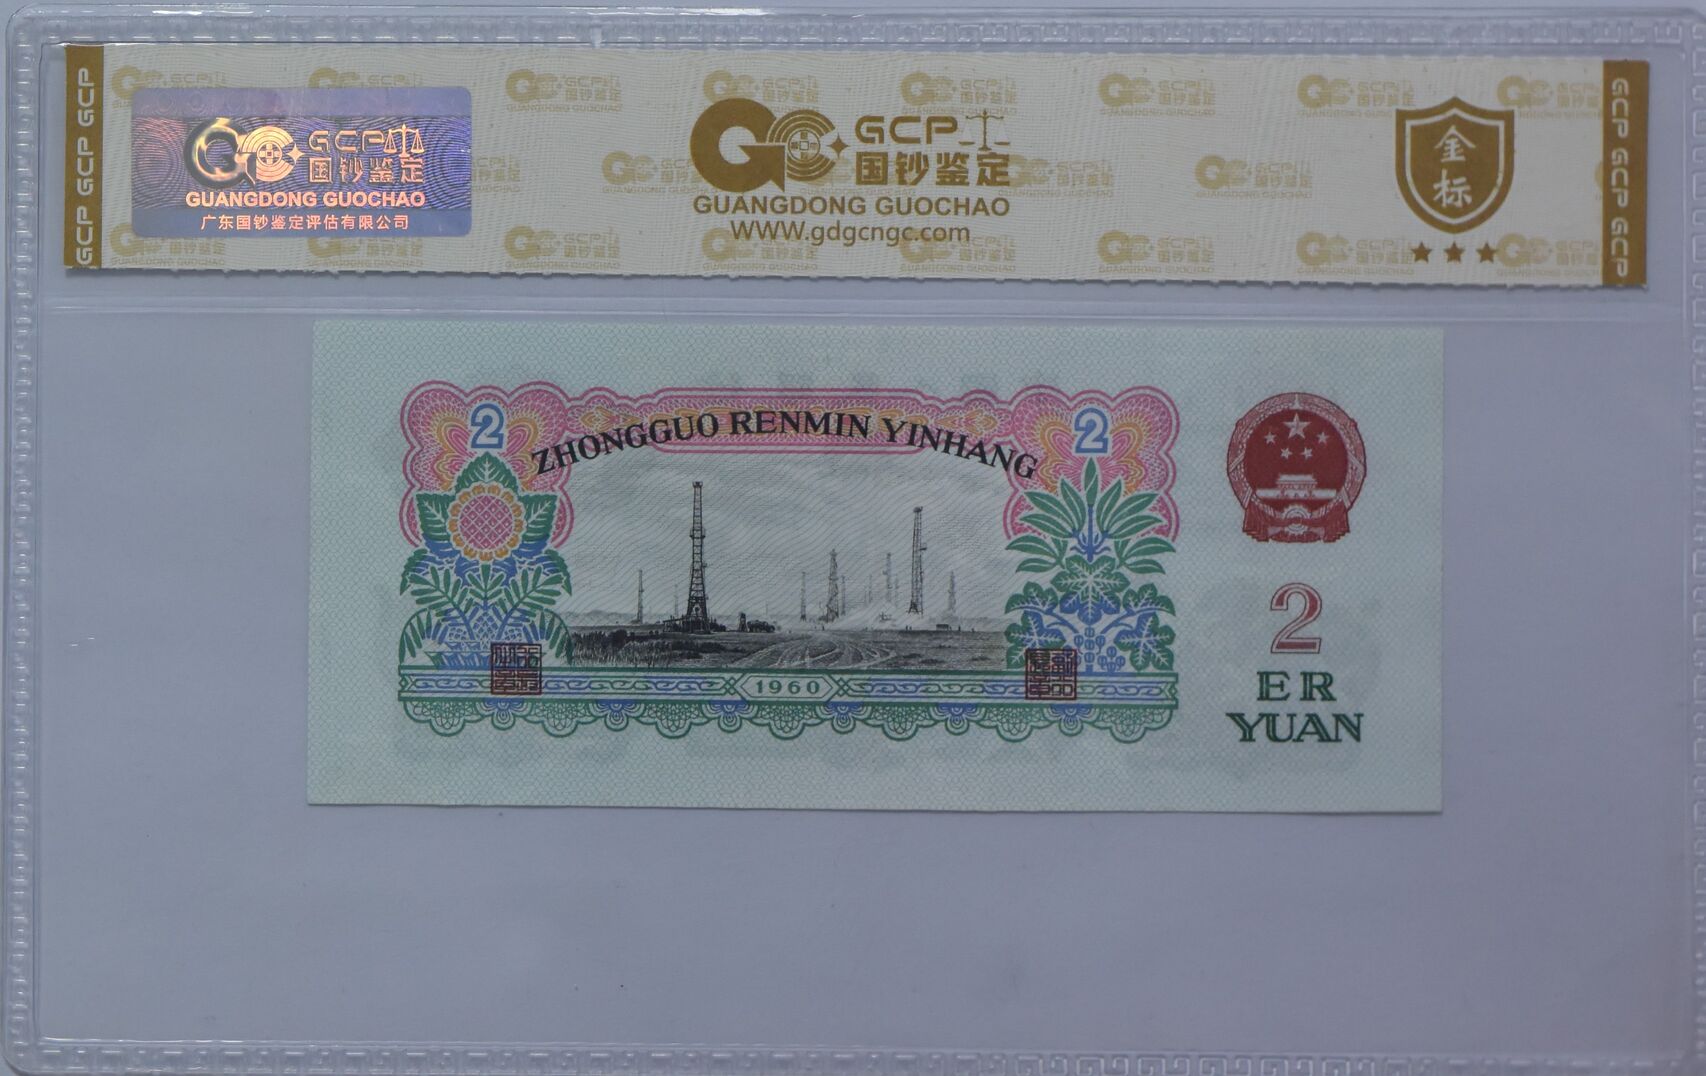 GCP GCP GCP
GCP
国钞鉴定
GUANGDONG GUOCHAO
广东国钞鉴定评估有限公司
GCP
国钞鉴定
GUANGDONG GUOCHAO
www.gdgcngc.com
金标
GCP GCP GCP
2
ZHONGGUO RENMIN YINHANG
2
1960
2
ER
YUAN